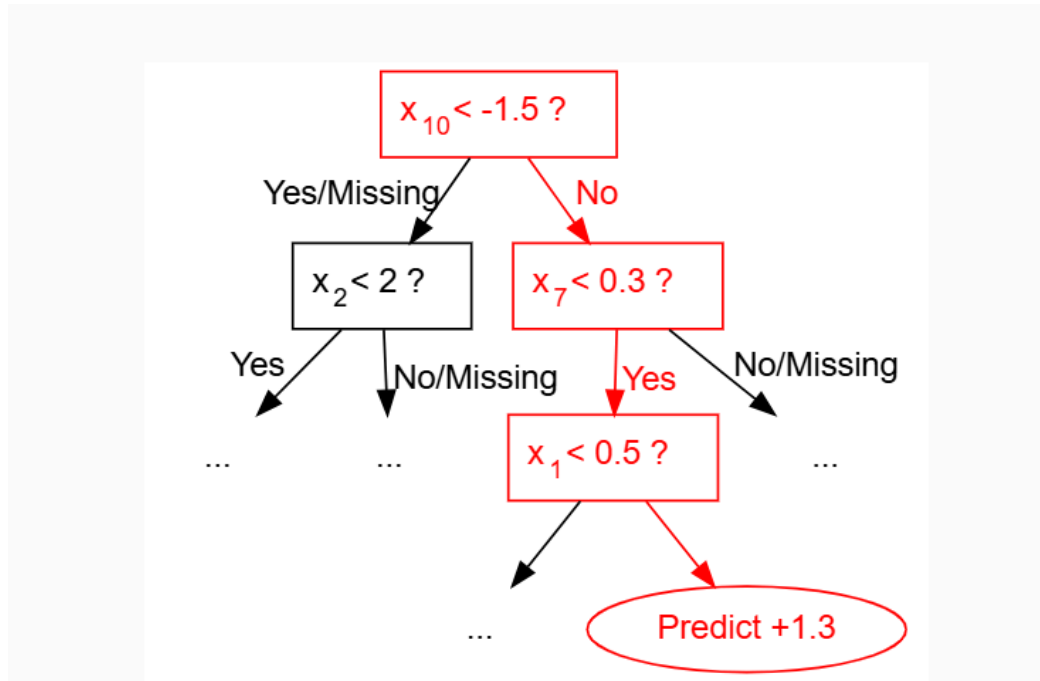 x₁₀ < -1.5 ?
Yes/Missing No
x₂ < 2 ? x₇ < 0.3 ?
Yes No/Missing Yes No/Missing
... ... x₁ < 0.5 ? ...
... Predict +1.3